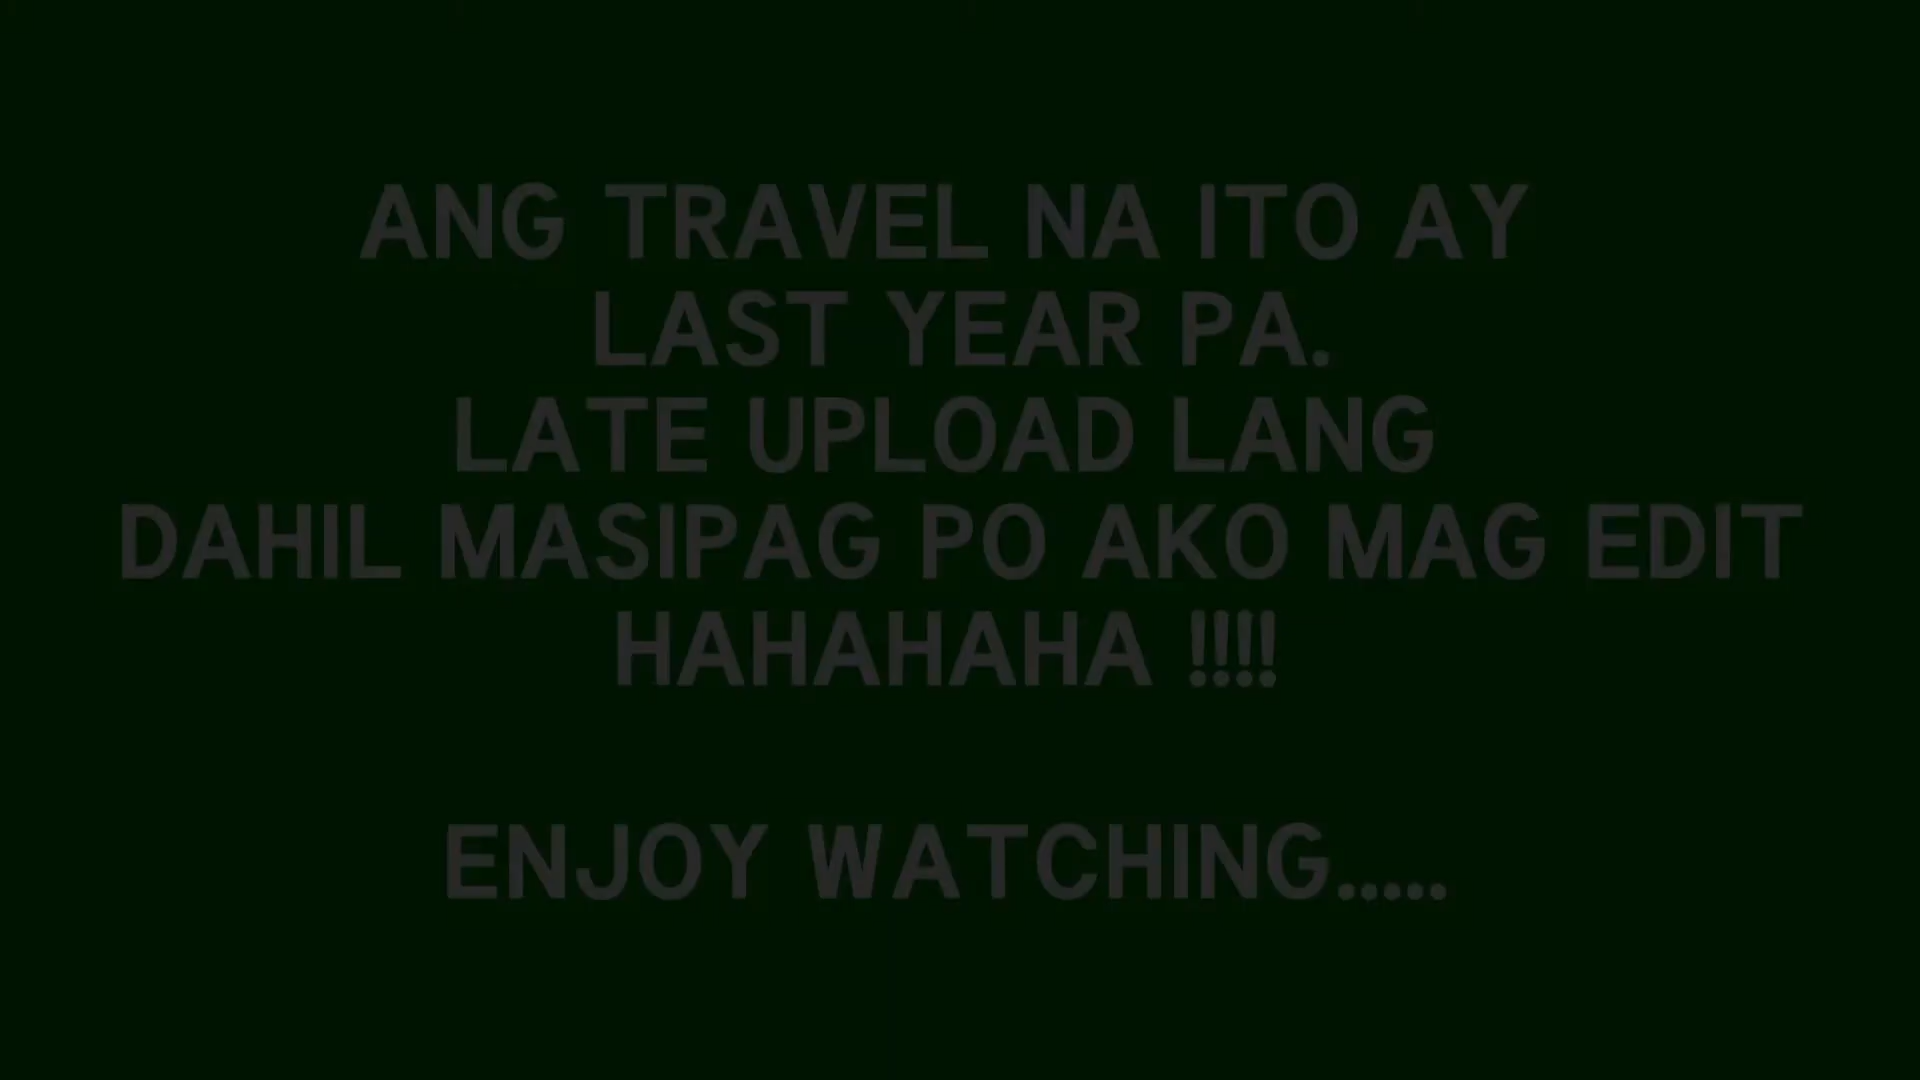 ANG TRAVEL NA ITO AY
LAST YEAR PA.
LATE UPLOAD LANG
DAHIL MASIPAG PO AKO MAG EDIT
HAHAHAHA !!!!
ENJOY WATCHING.....